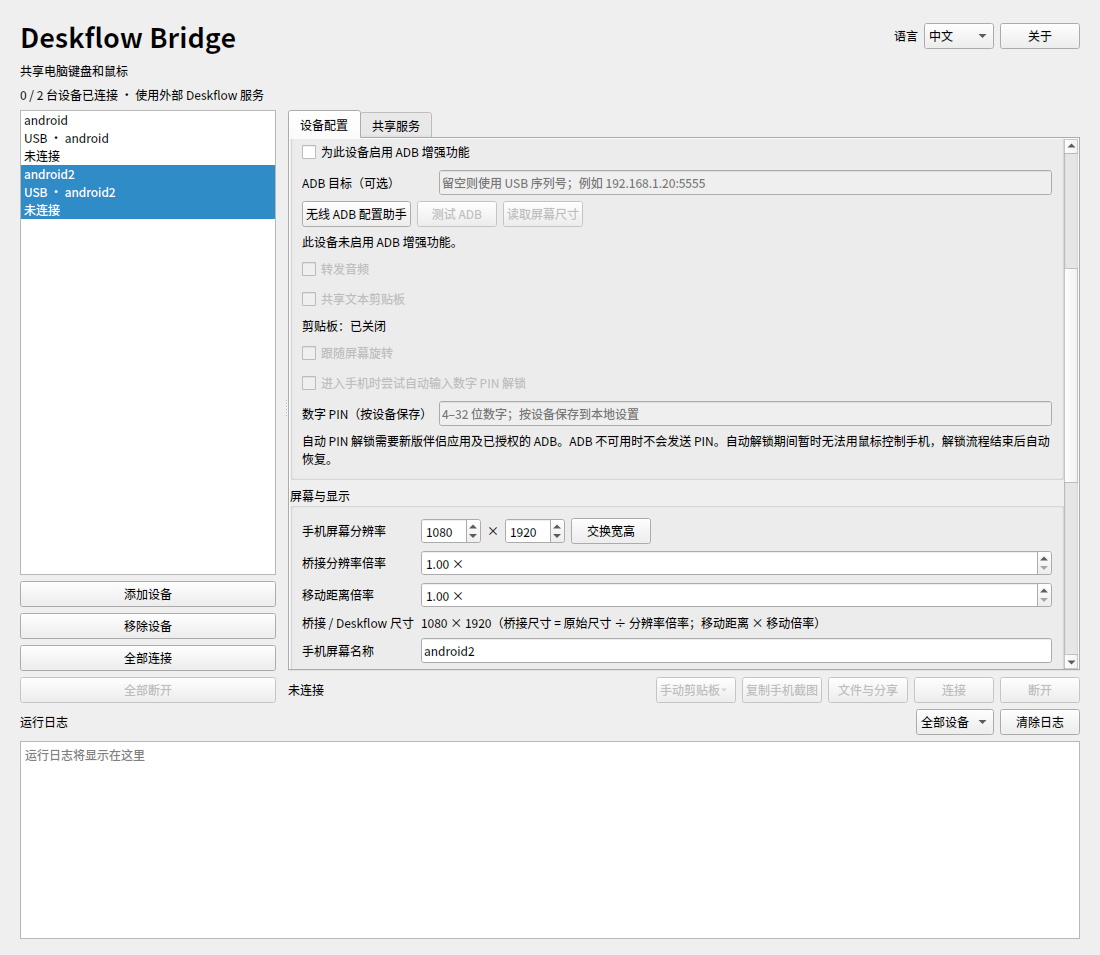 Deskflow Bridge
语言 中文 关于
共享电脑键盘和鼠标
0 / 2 台设备已连接 · 使用外部 Deskflow 服务
android
USB · android
未连接
android2
USB · android2
未连接
添加设备
移除设备
全部连接
全部断开
设备配置 共享服务
为此设备启用 ADB 增强功能
ADB 目标（可选） 留空则使用 USB 序列号；例如 192.168.1.20:5555
无线 ADB 配置助手 测试 ADB 读取屏幕尺寸
此设备未启用 ADB 增强功能。
转发音频
共享文本剪贴板
剪贴板：已关闭
跟随屏幕旋转
进入手机时尝试自动输入数字 PIN 解锁
数字 PIN（按设备保存） 4–32 位数字；按设备保存到本地设置
自动 PIN 解锁需要新版伴侣应用及已授权的 ADB。ADB 不可用时不会发送 PIN。自动解锁期间暂时无法用鼠标控制手机，解锁流程结束后自动
恢复。
屏幕与显示
手机屏幕分辨率 1080 × 1920 交换宽高
桥接分辨率倍率 1.00 ×
移动距离倍率 1.00 ×
桥接 / Deskflow 尺寸 1080 × 1920（桥接尺寸 = 原始尺寸 ÷ 分辨率倍率；移动距离 × 移动倍率）
手机屏幕名称 android2
未连接 手动剪贴板 复制手机截图 文件与分享 连接 断开
运行日志 全部设备 清除日志
运行日志将显示在这里